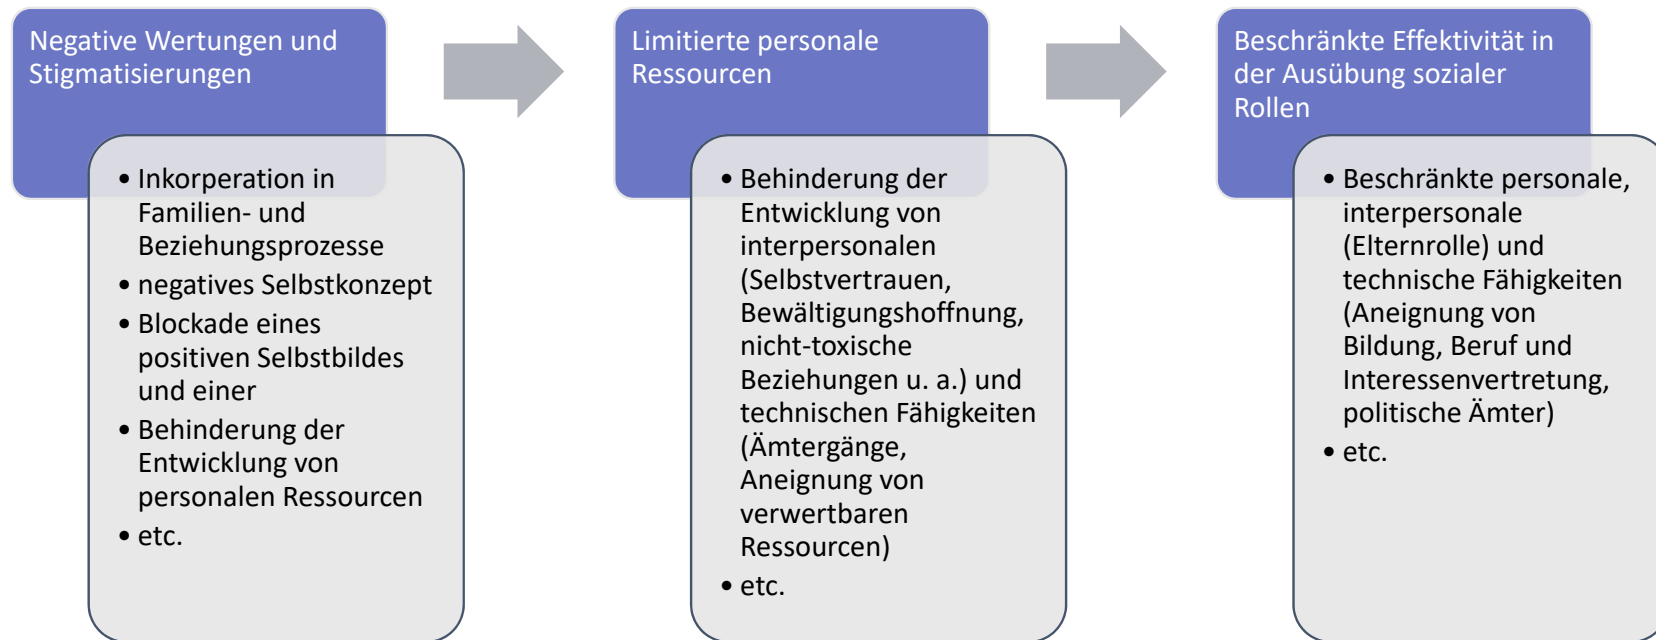 Negative Wertungen und
Stigmatisierungen
• Inkorperation in
Familien- und
Beziehungsprozesse
• negatives Selbstkonzept
• Blockade eines
positiven Selbstbildes
und einer
• Behinderung der
Entwicklung von
personalen Ressourcen
• etc.
Limitierte personale
Ressourcen
• Behinderung der
Entwicklung von
interpersonalen
(Selbstvertrauen,
Bewältigungshoffnung,
nicht-toxische
Beziehungen u. a.) und
technischen Fähigkeiten
(Ämtergänge,
Aneignung von
verwertbaren
Ressourcen)
• etc.
Beschränkte Effektivität in
der Ausübung sozialer
Rollen
• Beschränkte personale,
interpersonale
(Elternrolle) und
technische Fähigkeiten
(Aneignung von
Bildung, Beruf und
Interessenvertretung,
politische Ämter)
• etc.